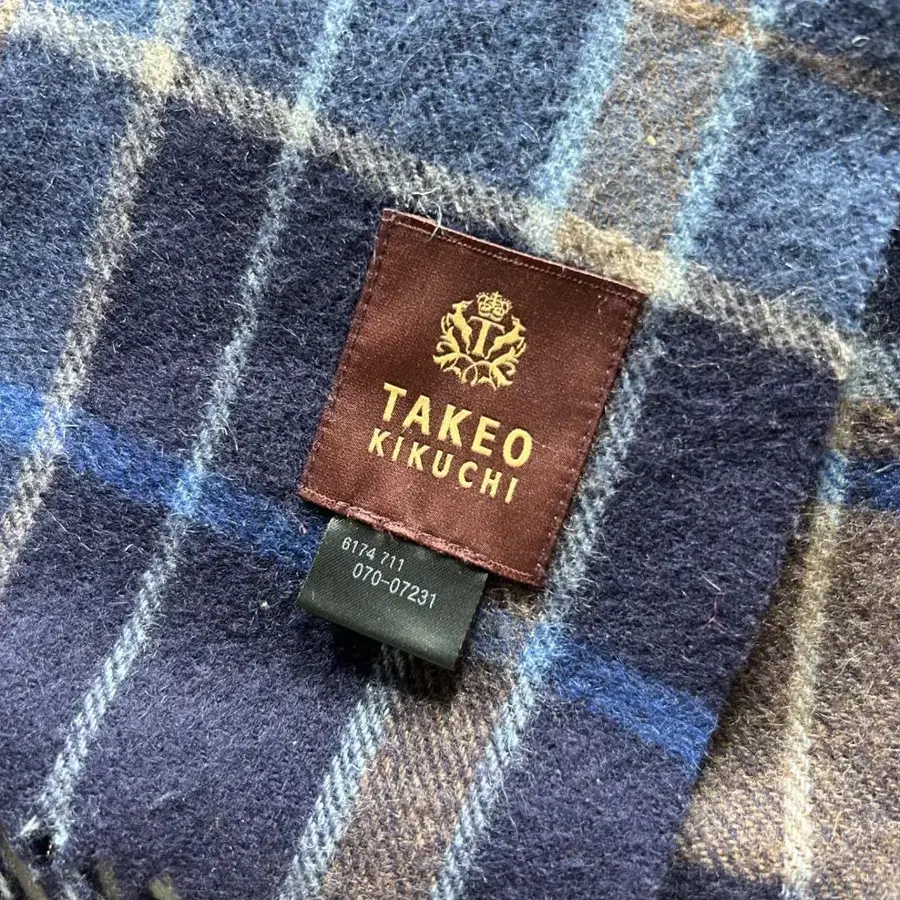 T
TAKEO
KIKUCHI
6174 711
070-07231